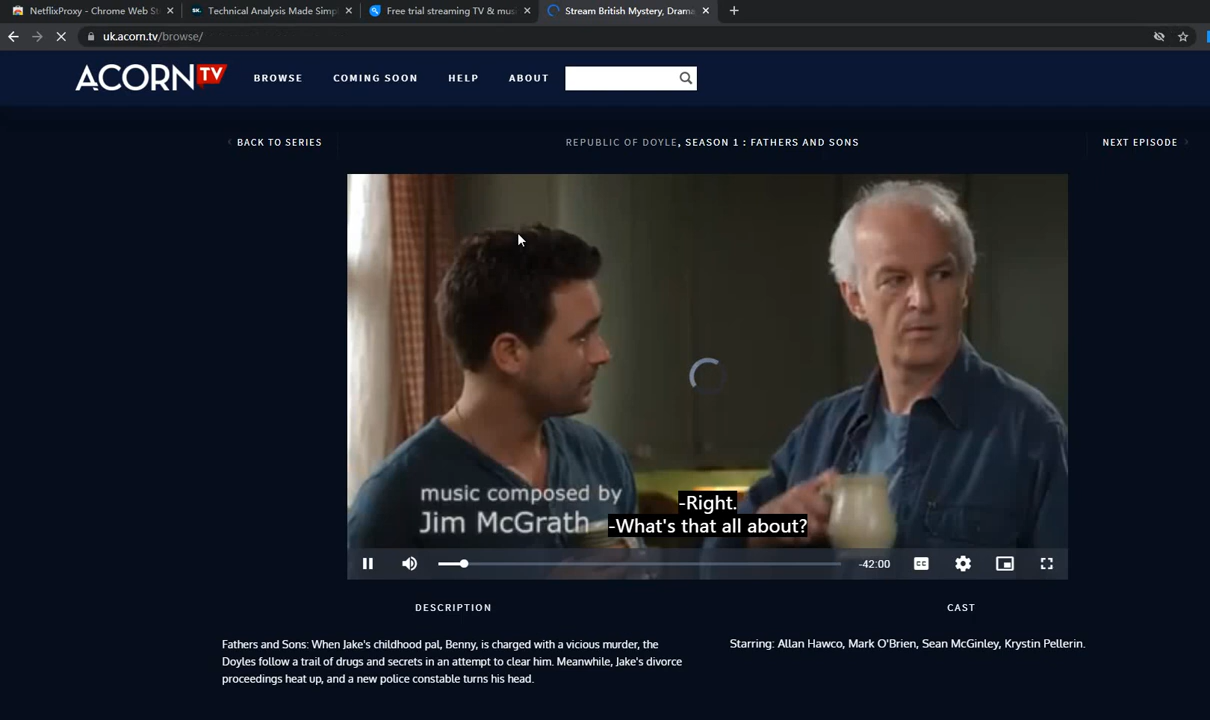 NetflixProxy - Chrome Web St
Technical Analysis Made Simp
Free trial streaming TV & mus
Stream British Mystery, Drama
uk.acorn.tv/browse/
ACORN TV
BROWSE
COMING SOON
HELP
ABOUT
BACK TO SERIES
REPUBLIC OF DOYLE, SEASON 1 : FATHERS AND SONS
NEXT EPISODE
music composed by
Jim McGrath
-Right.
-What's that all about?
-42:00
CC
DESCRIPTION
CAST
Fathers and Sons: When Jake's childhood pal, Benny, is charged with a vicious murder, the
Doyles follow a trail of drugs and secrets in an attempt to clear him. Meanwhile, Jake's divorce
proceedings heat up, and a new police constable turns his head.
Starring: Allan Hawco, Mark O'Brien, Sean McGinley, Krystin Pellerin.